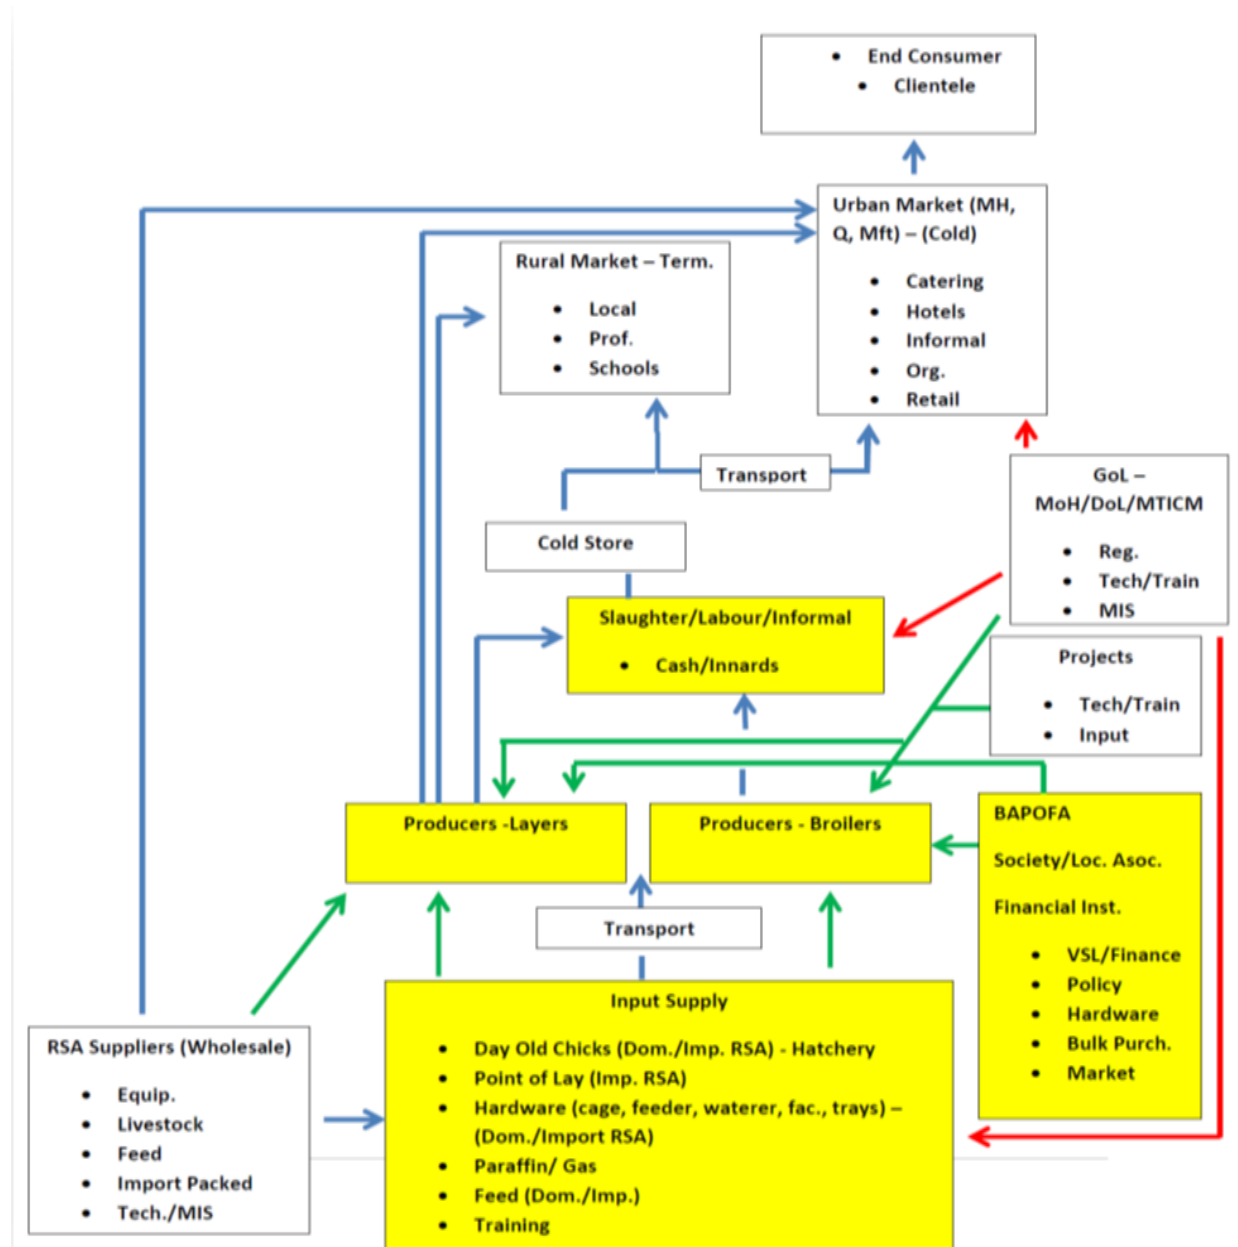 • End Consumer
• Clientele
Urban Market (MH,
Q, Mft) – (Cold)
• Catering
• Hotels
• Informal
• Org.
• Retail
Rural Market – Term.
• Local
• Prof.
• Schools
Transport
GoL –
MoH/DoL/MTICM
• Reg.
• Tech/Train
• MIS
Cold Store
Slaughter/Labour/Informal
• Cash/Innards
Projects
• Tech/Train
• Input
Producers -Layers
Producers - Broilers
BAPOFA
Society/Loc. Asoc.
Financial Inst.
• VSL/Finance
• Policy
• Hardware
• Bulk Purch.
• Market
Transport
Input Supply
• Day Old Chicks (Dom./Imp. RSA) - Hatchery
• Point of Lay (Imp. RSA)
• Hardware (cage, feeder, waterer, fac., trays) –
(Dom./Import RSA)
• Paraffin/ Gas
• Feed (Dom./Imp.)
• Training
RSA Suppliers (Wholesale)
• Equip.
• Livestock
• Feed
• Import Packed
• Tech./MIS